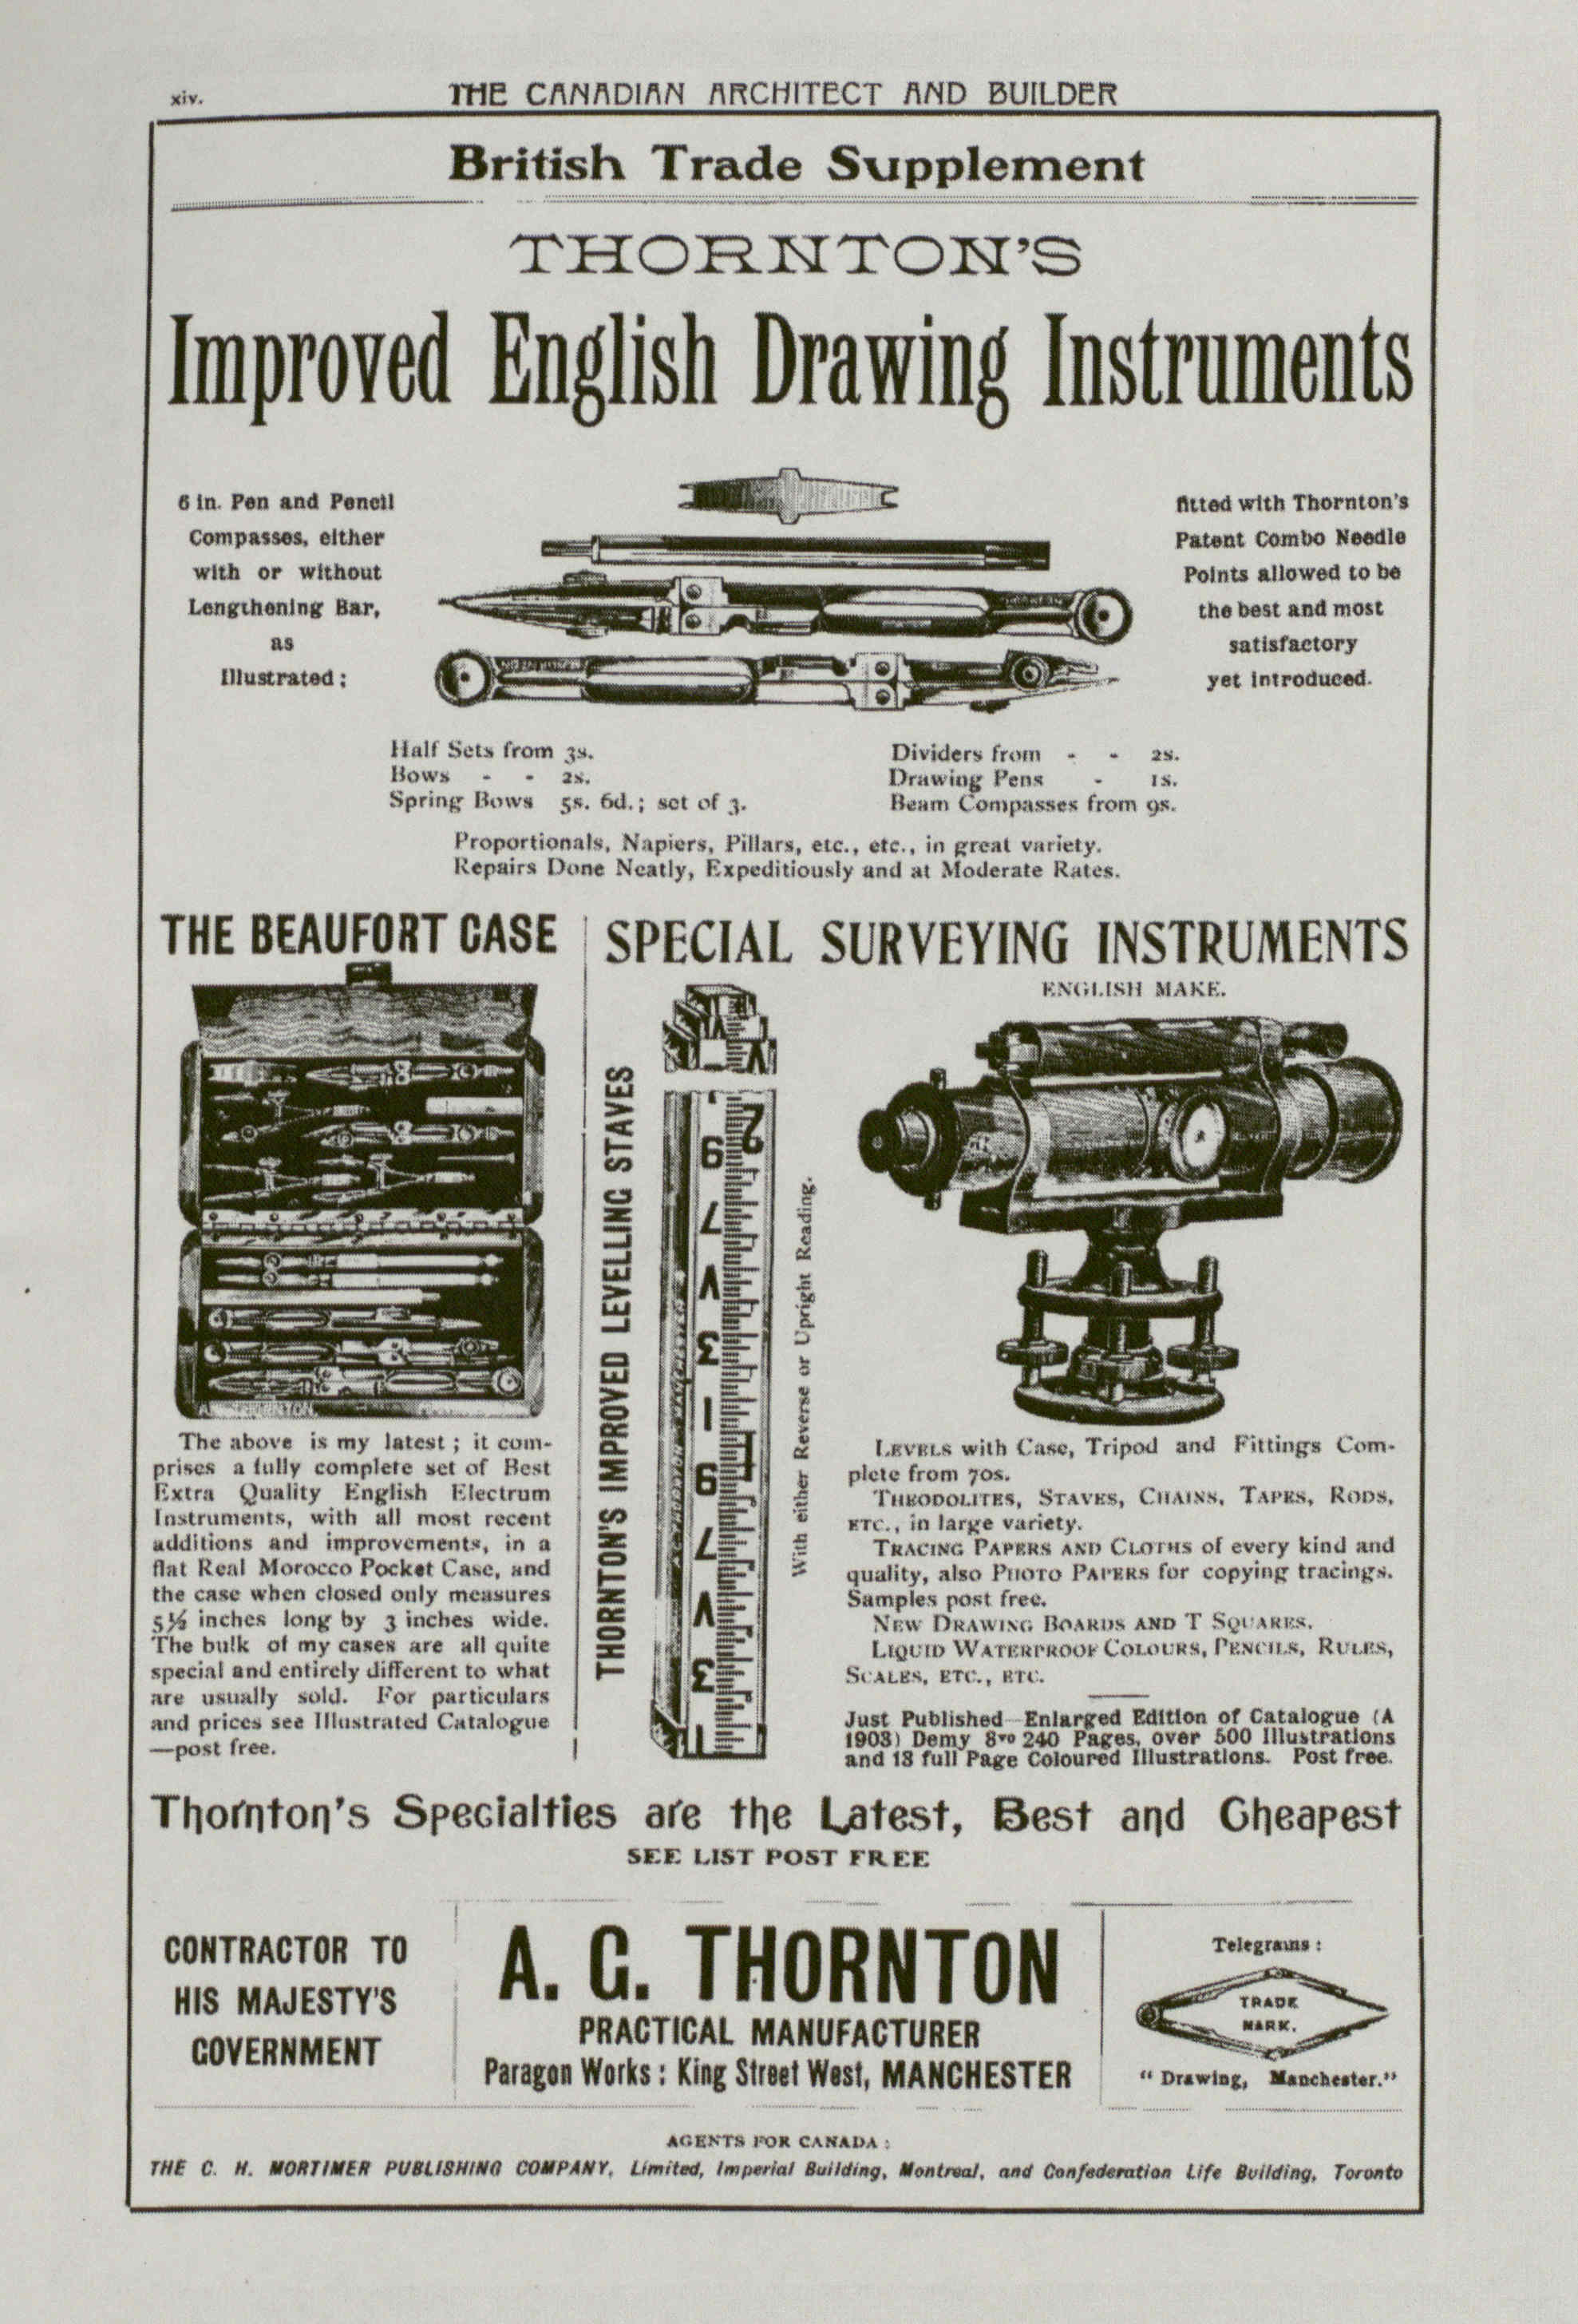 xiv.
THE CANADIAN ARCHITECT AND BUILDER
British Trade Supplement
THORNTON'S
Improved English Drawing Instruments
6 in. Pen and Pencil
Compasses, either
with or without
Lengthening Bar,
as
Illustrated:
fitted with Thornton's
Patent Combo Needle
Points allowed to be
the best and most
satisfactory
yet introduced.
Half Sets from 3s.
Bows - - 2s.
Spring Bows 5s. 6d.; set of 3.
Dividers from - - 2s.
Drawing Pens - 1s.
Beam Compasses from 9s.
Proportionals, Napiers, Pillars, etc., etc., in great variety.
Repairs Done Neatly, Expeditiously and at Moderate Rates.
THE BEAUFORT CASE
The above is my latest; it com-
prises a fully complete set of Best
Extra Quality English Electrum
Instruments, with all most recent
additions and improvements, in a
flat Real Morocco Pocket Case, and
the case when closed only measures
5½ inches long by 3 inches wide.
The bulk of my cases are all quite
special and entirely different to what
are usually sold. For particulars
and prices see Illustrated Catalogue
—post free.
SPECIAL SURVEYING INSTRUMENTS
ENGLISH MAKE.
THORNTON'S IMPROVED LEVELLING STAVES
With either Reverse or Upright Reading.
LEVELS with Case, Tripod and Fittings Com-
plete from 70s.
THEODOLITES, STAVES, CHAINS, TAPES, RODS,
ETC., in large variety.
TRACING PAPERS AND CLOTHS of every kind and
quality, also PHOTO PAPERS for copying tracings.
Samples post free.
NEW DRAWING BOARDS AND T SQUARES.
LIQUID WATERPROOF COLOURS, PENCILS, RULES,
SCALES, ETC., ETC.
Just Published—Enlarged Edition of Catalogue (A
1903) Demy 8vo 240 Pages, over 500 Illustrations
and 13 full Page Coloured Illustrations. Post free.
Thornton's Specialties are the Latest, Best and Cheapest
SEE LIST POST FREE
CONTRACTOR TO
HIS MAJESTY'S
GOVERNMENT
A. G. THORNTON
PRACTICAL MANUFACTURER
Paragon Works: King Street West, MANCHESTER
Telegrams:
TRADE
MARK.
"Drawing, Manchester."
AGENTS FOR CANADA:
THE C. H. MORTIMER PUBLISHING COMPANY, Limited, Imperial Building, Montreal, and Confederation Life Building, Toronto